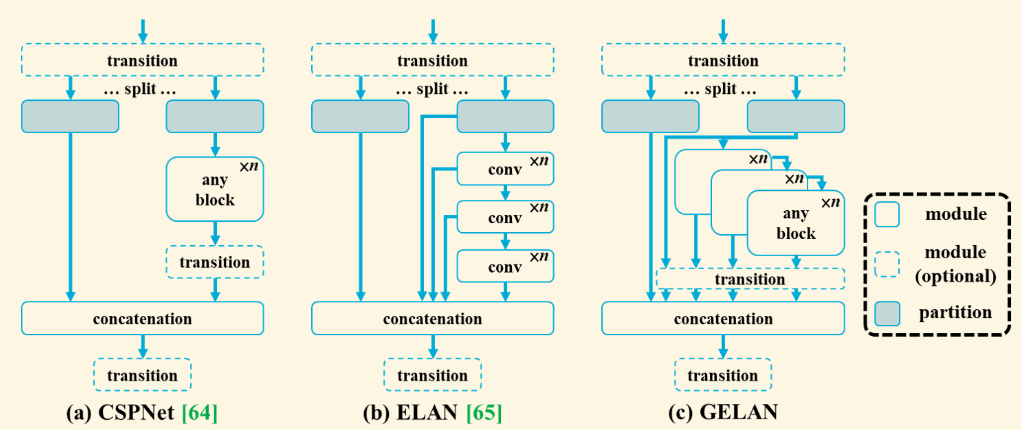 transition
… split …
any
block
×n
transition
concatenation
transition
(a) CSPNet [64]
transition
… split …
conv ×n
conv ×n
conv ×n
concatenation
transition
(b) ELAN [65]
transition
… split …
×n
×n
×n
any
block
transition
concatenation
transition
(c) GELAN
module
module
(optional)
partition